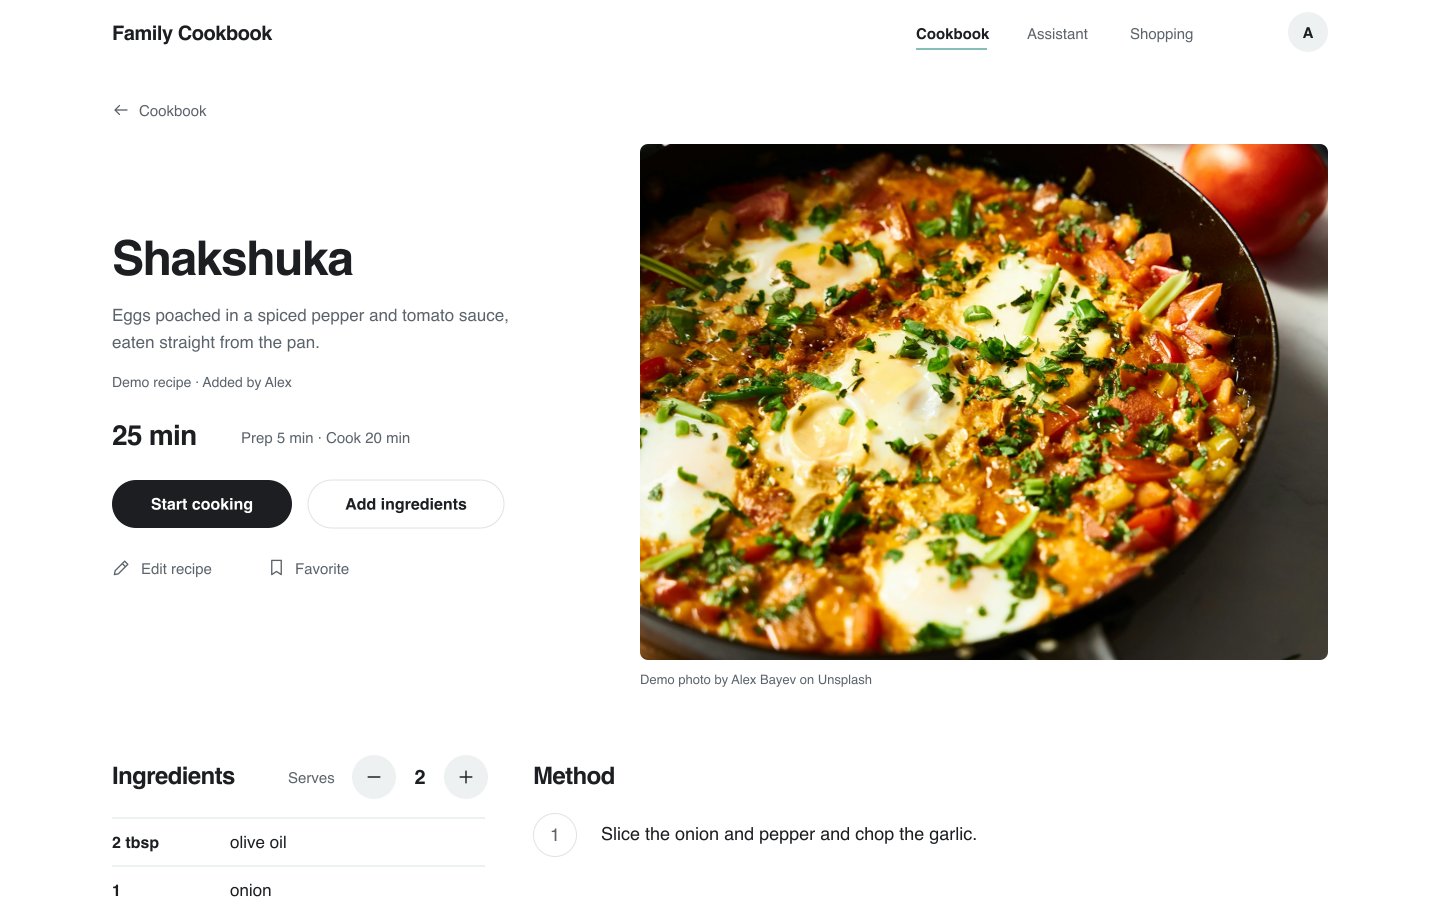 Family Cookbook
Cookbook
Assistant
Shopping
A
Cookbook
Shakshuka
Eggs poached in a spiced pepper and tomato sauce,
eaten straight from the pan.
Demo recipe · Added by Alex
25 min
Prep 5 min · Cook 20 min
Start cooking
Add ingredients
Edit recipe
Favorite
Demo photo by Alex Bayev on Unsplash
Ingredients
Serves
2
2 tbsp olive oil
1 onion
Method
1
Slice the onion and pepper and chop the garlic.